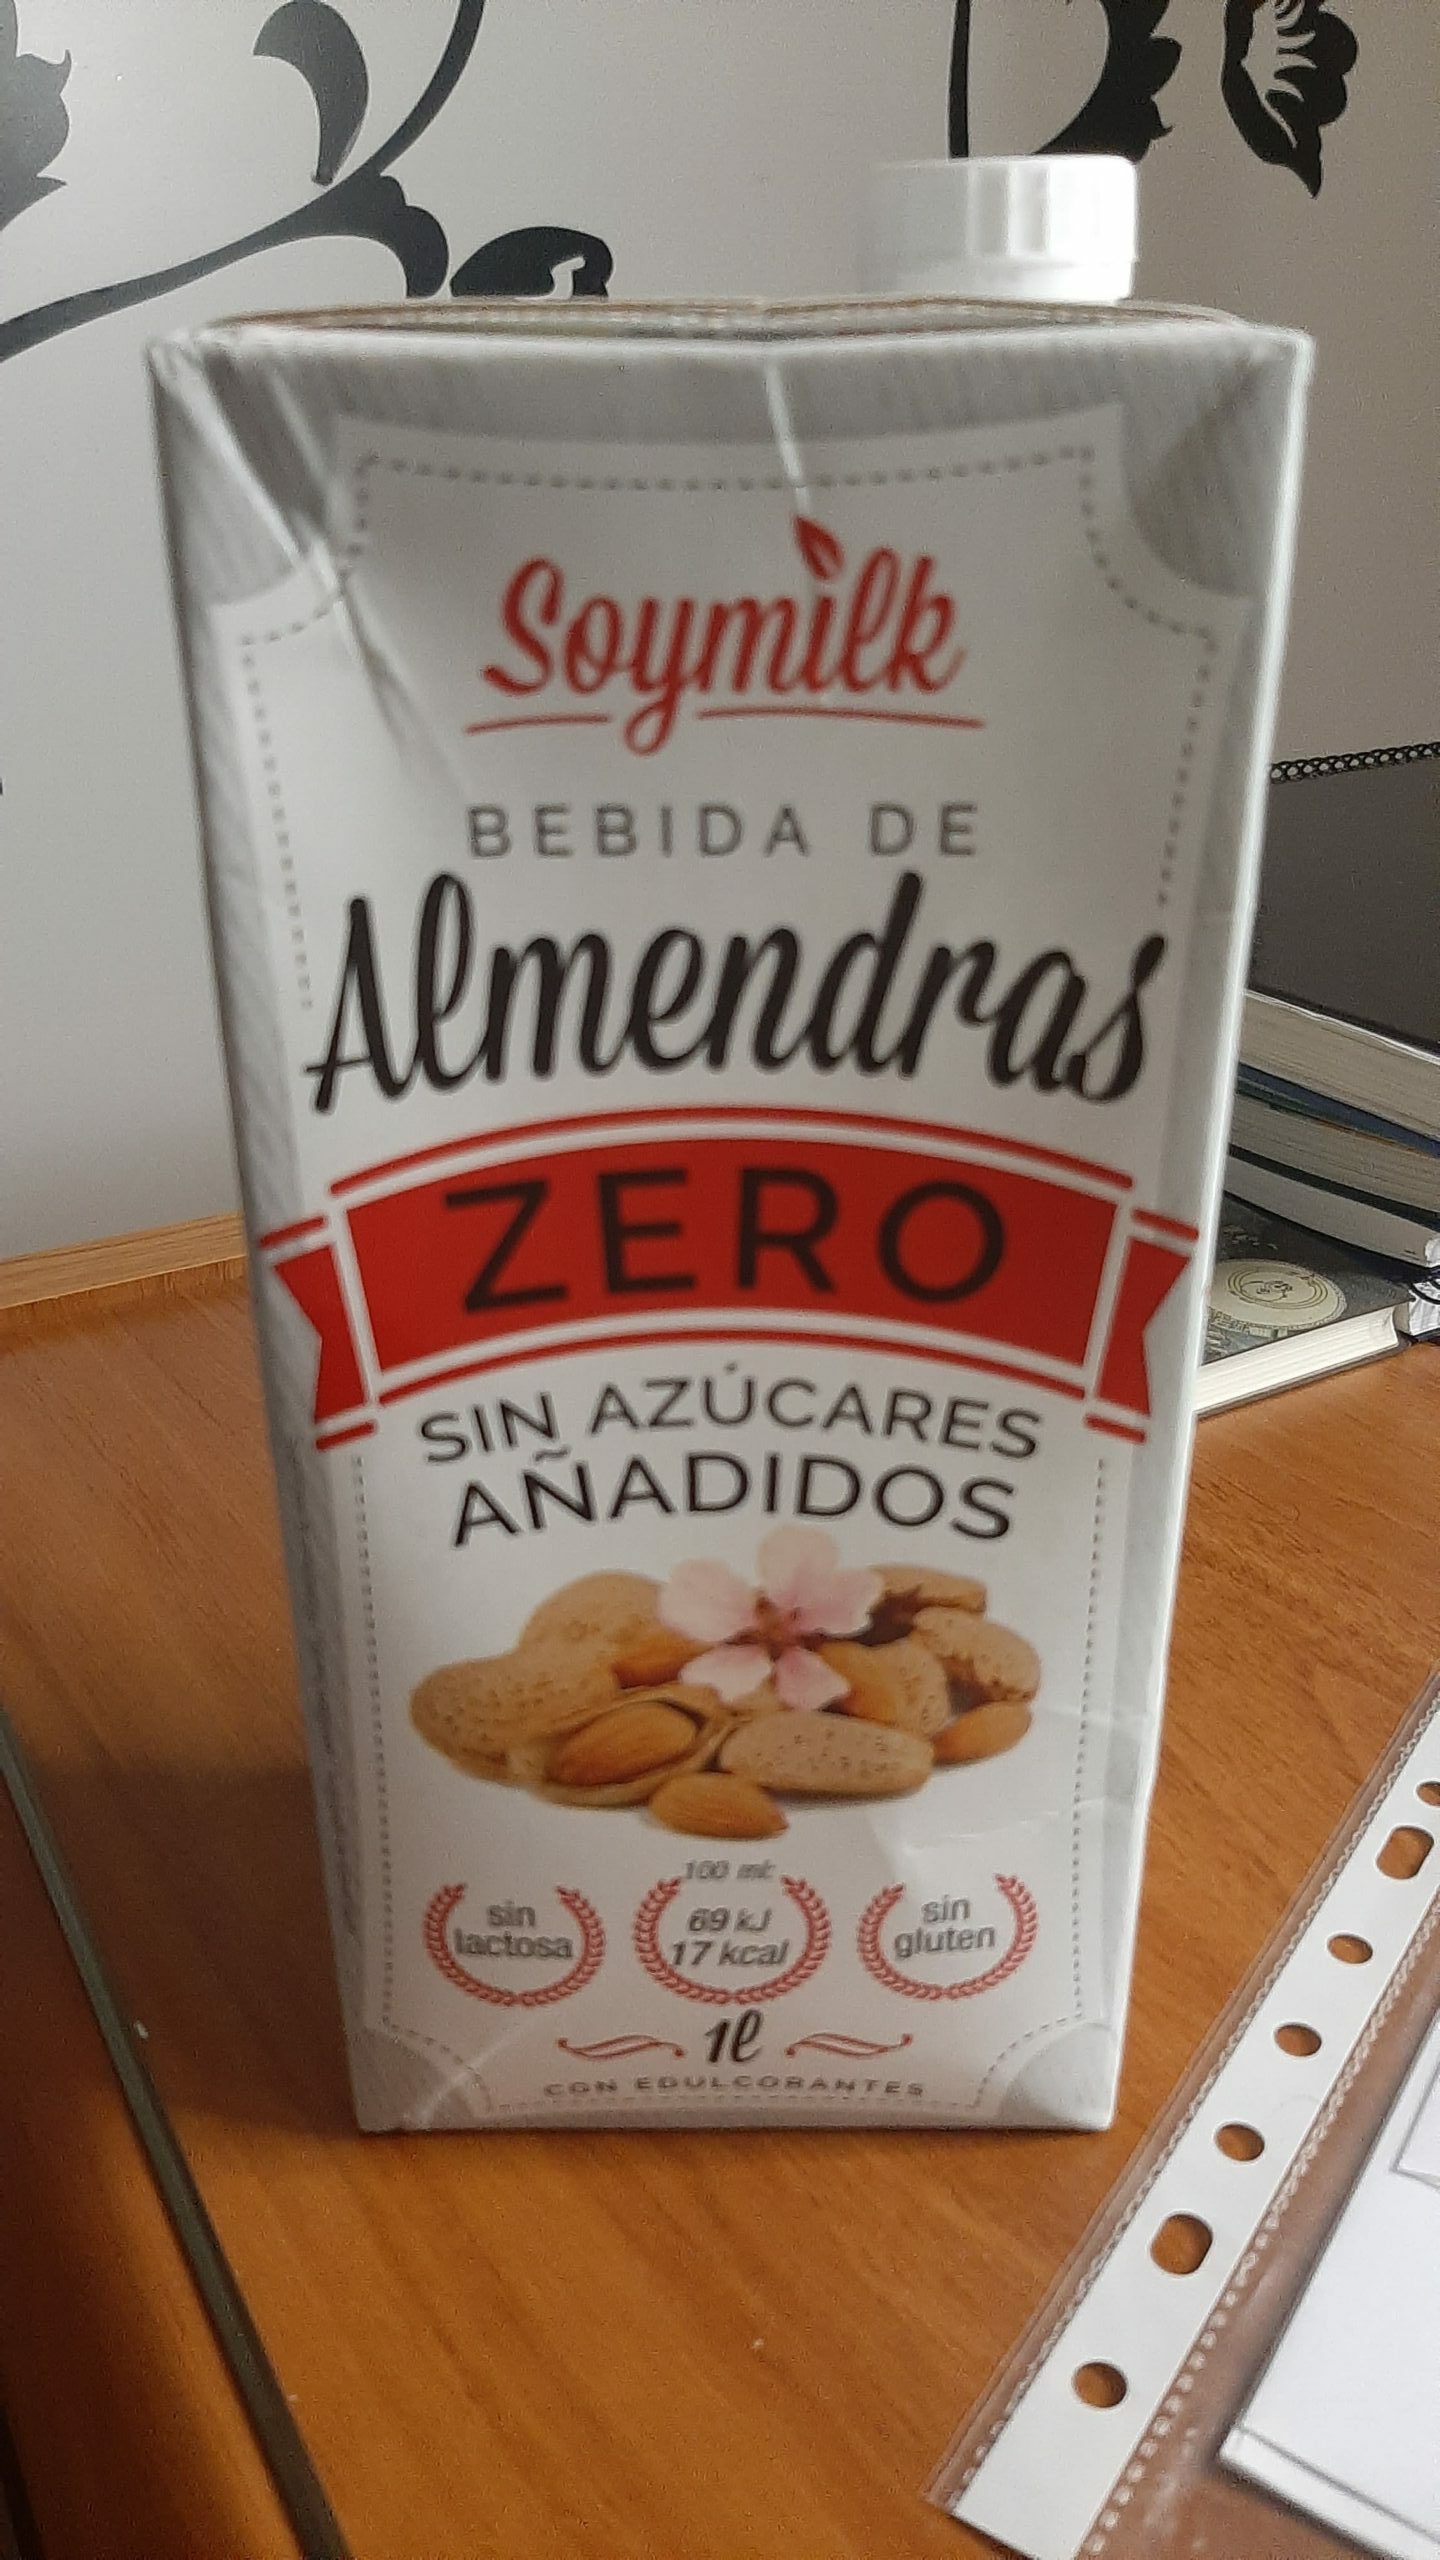 Soymilk
BEBIDA DE
Almendras
ZERO
SIN AZÚCARES
AÑADIDOS
100 ml:
sin
lactosa
69 kJ
17 kcal
sin
gluten
1l
CON EDULCORANTES